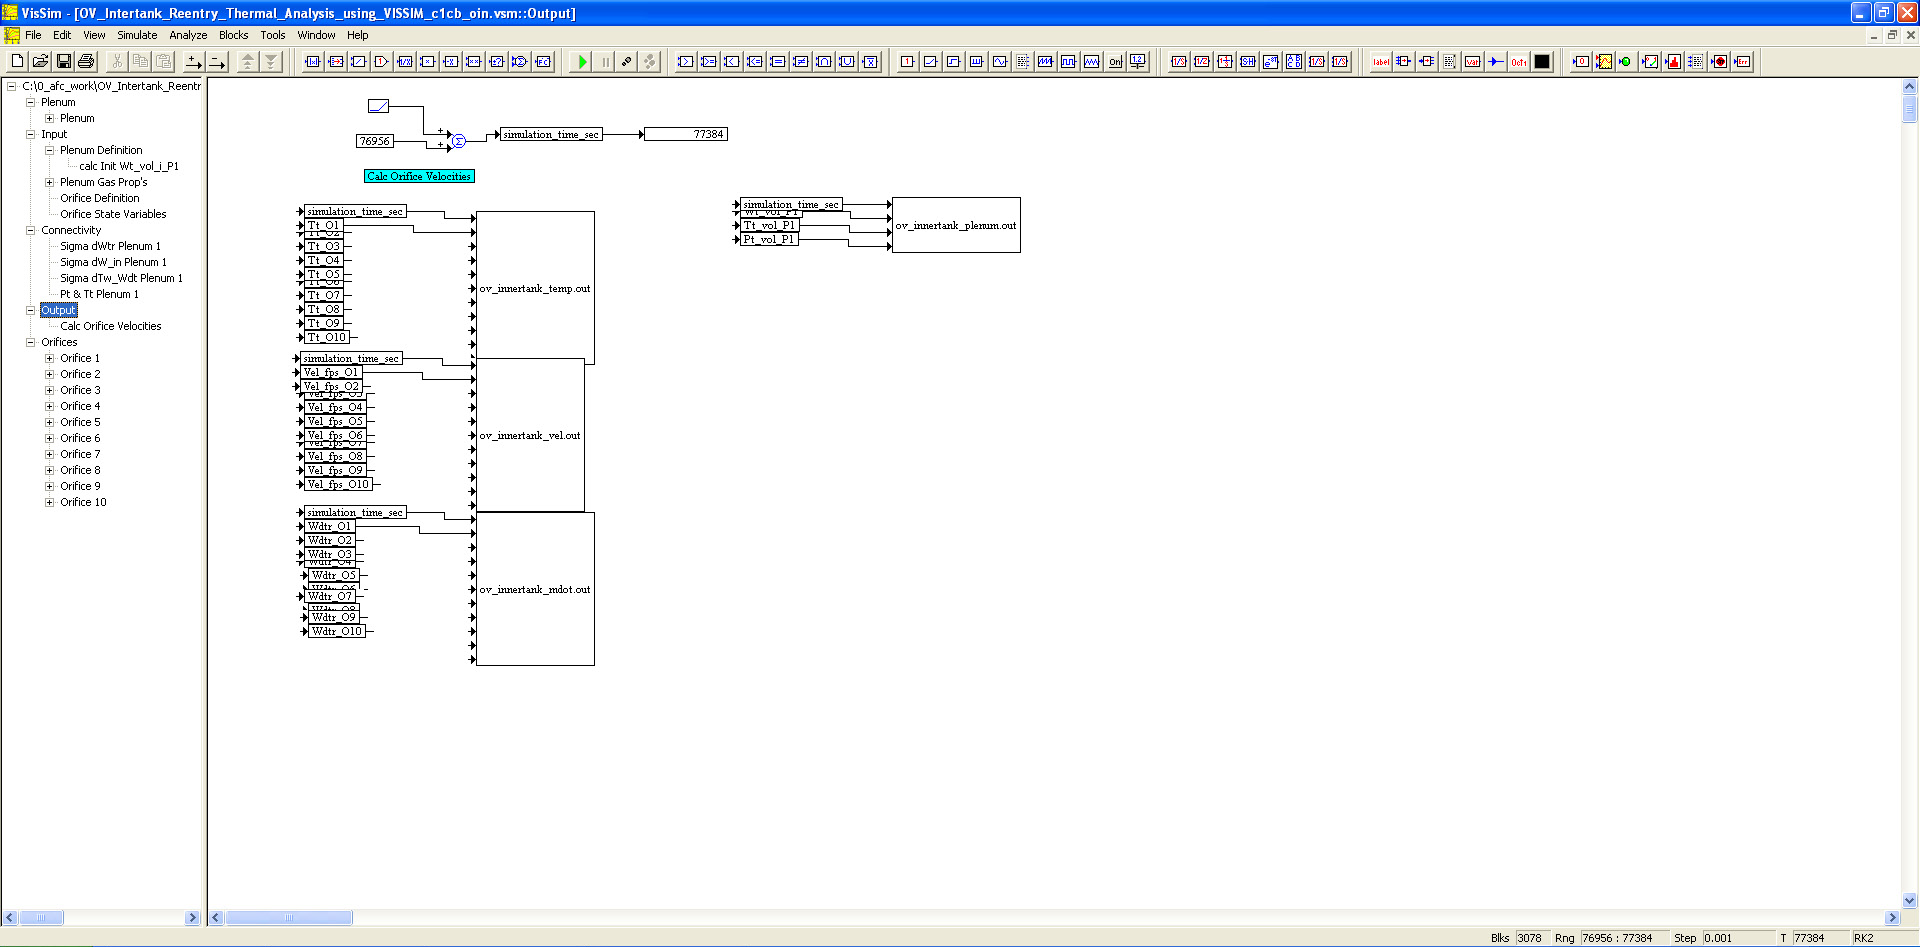 VisSim - [OV_Intertank_Reentry_Thermal_Analysis_using_VISSIM_c1cb_oin.vsm::Output]
File Edit View Simulate Analyze Blocks Tools Window Help
C:\0_afc_work\OV_Intertank_Reentr
Plenum
Plenum
Input
Plenum Definition
calc Init Wt_vol_i_P1
Plenum Gas Prop's
Orifice Definition
Orifice State Variables
Connectivity
Sigma dWtr Plenum 1
Sigma dW_in Plenum 1
Sigma dTw_Wdt Plenum 1
Pt & Tt Plenum 1
Output
Calc Orifice Velocities
Orifices
Orifice 1
Orifice 2
Orifice 3
Orifice 4
Orifice 5
Orifice 6
Orifice 7
Orifice 8
Orifice 9
Orifice 10
76956
simulation_time_sec
77384
Calc Orifice Velocities
simulation_time_sec
Tt_O1
Tt_O2
Tt_O3
Tt_O4
Tt_O5
Tt_O6
Tt_O7
Tt_O8
Tt_O9
Tt_O10
ov_innertank_temp.out
simulation_time_sec
Vel_fps_O1
Vel_fps_O2
Vel_fps_O3
Vel_fps_O4
Vel_fps_O5
Vel_fps_O6
Vel_fps_O7
Vel_fps_O8
Vel_fps_O9
Vel_fps_O10
ov_innertank_vel.out
simulation_time_sec
Wdtr_O1
Wdtr_O2
Wdtr_O3
Wdtr_O4
Wdtr_O5
Wdtr_O6
Wdtr_O7
Wdtr_O8
Wdtr_O9
Wdtr_O10
ov_innertank_mdot.out
simulation_time_sec
Wt_vol_P1
Tt_vol_P1
Pt_vol_P1
ov_innertank_plenum.out
Blks 3078 Rng 76956 : 77384 Step 0.001 T 77384 RK2